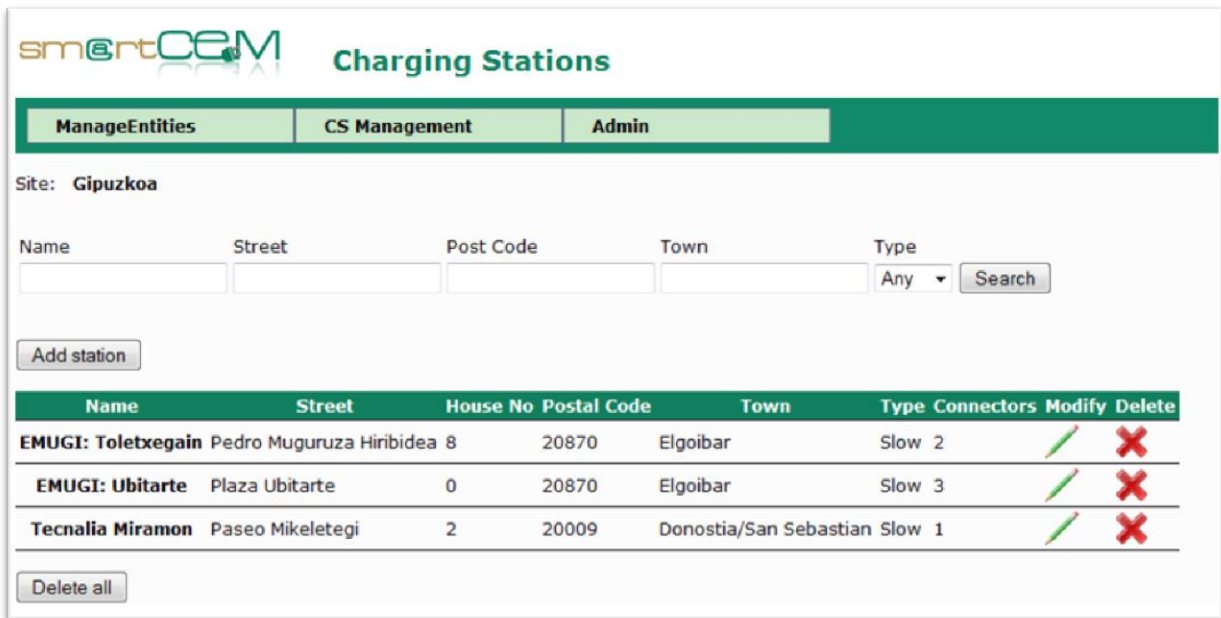 sm@rtCEM
Charging Stations
ManageEntities CS Management Admin
Site: Gipuzkoa
Name Street Post Code Town Type
Any Search
Add station
Name Street House No Postal Code Town Type Connectors Modify Delete
EMUGI: Toletxegain Pedro Muguruza Hiribidea 8 20870 Elgoibar Slow 2
EMUGI: Ubitarte Plaza Ubitarte 0 20870 Elgoibar Slow 3
Tecnalia Miramon Paseo Mikeletegi 2 20009 Donostia/San Sebastian Slow 1
Delete all